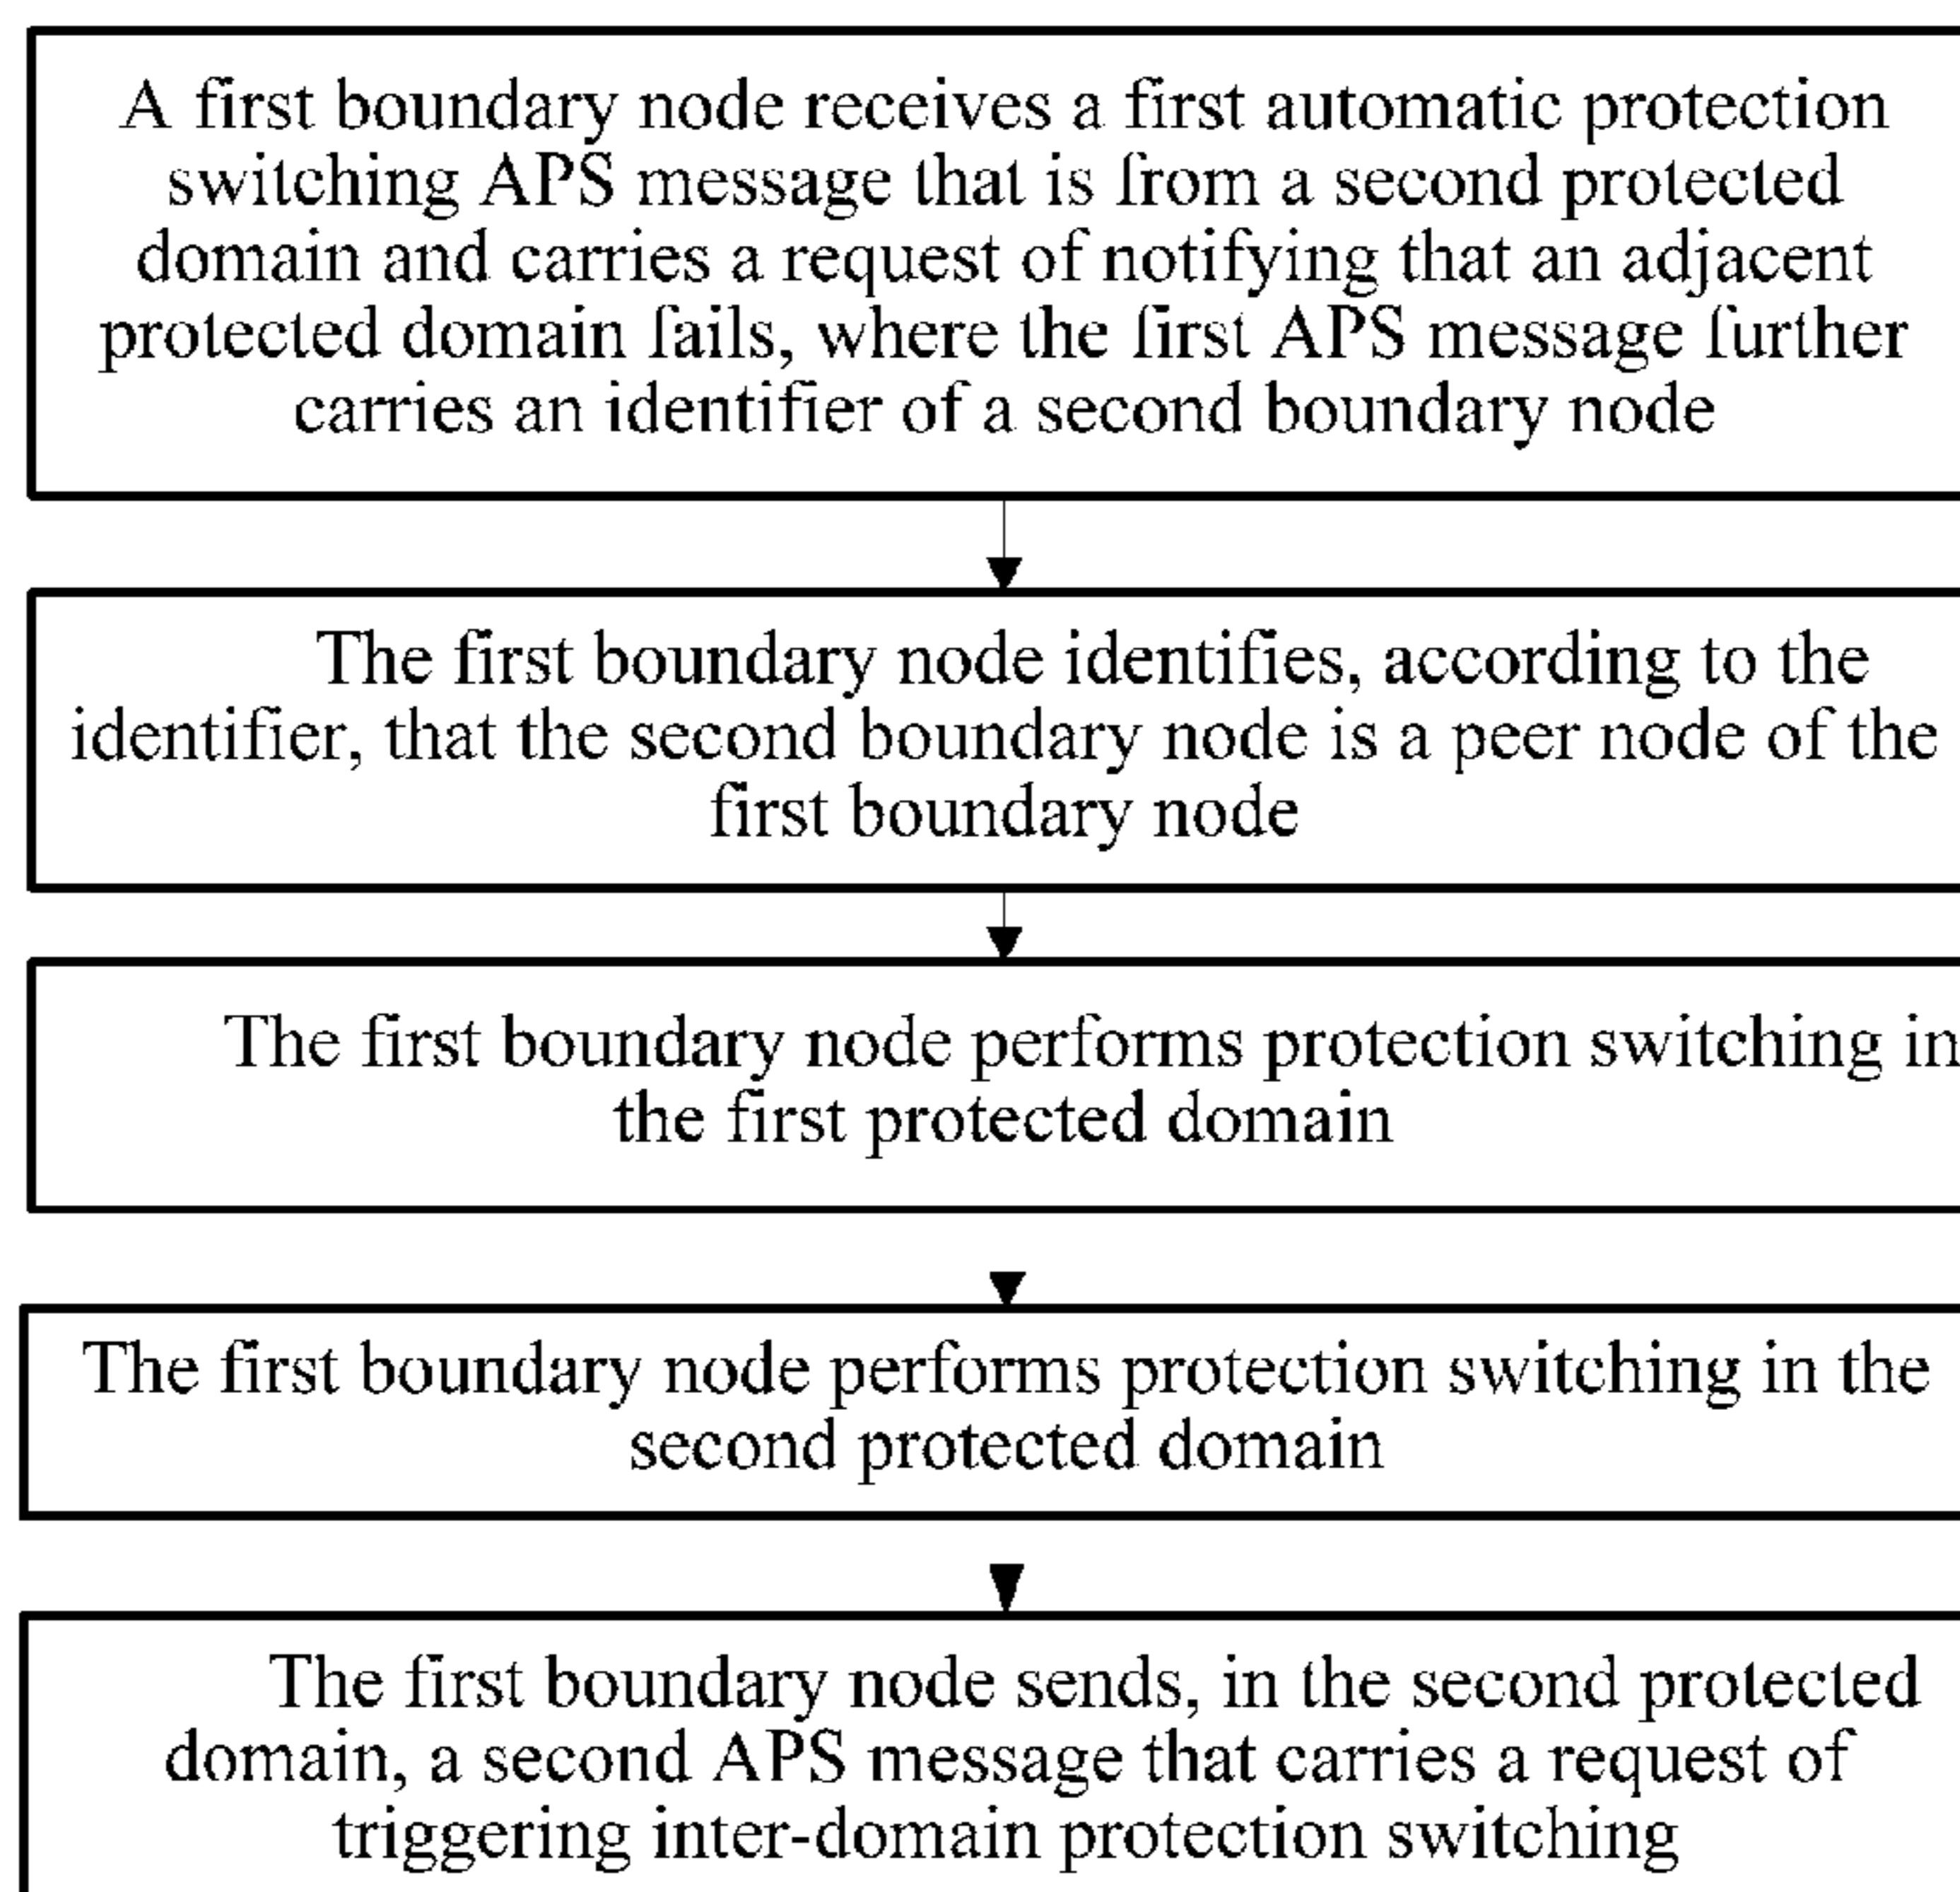 A first boundary node receives a first automatic protection
switching APS message that is from a second protected
domain and carries a request of notifying that an adjacent
protected domain fails, where the first APS message further
carries an identifier of a second boundary node
The first boundary node identifies, according to the
identifier, that the second boundary node is a peer node of the
first boundary node
The first boundary node performs protection switching in
the first protected domain
The first boundary node performs protection switching in the
second protected domain
The first boundary node sends, in the second protected
domain, a second APS message that carries a request of
triggering inter-domain protection switching